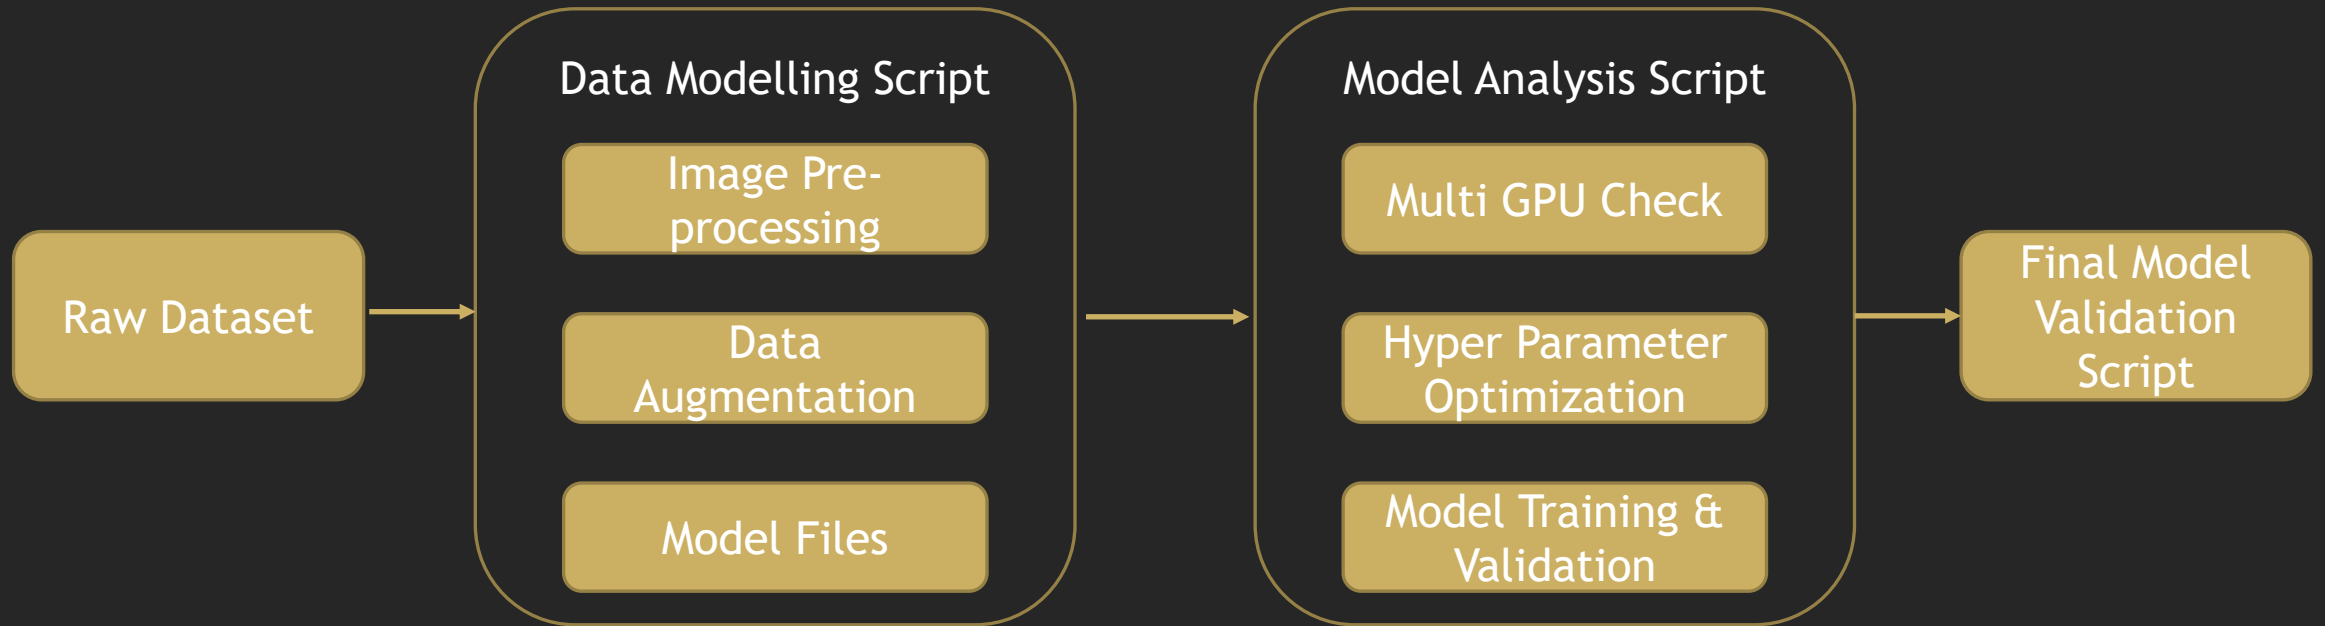 Raw Dataset
Data Modelling Script
Image Pre-
processing
Data
Augmentation
Model Files
Model Analysis Script
Multi GPU Check
Hyper Parameter
Optimization
Model Training &
Validation
Final Model
Validation
Script